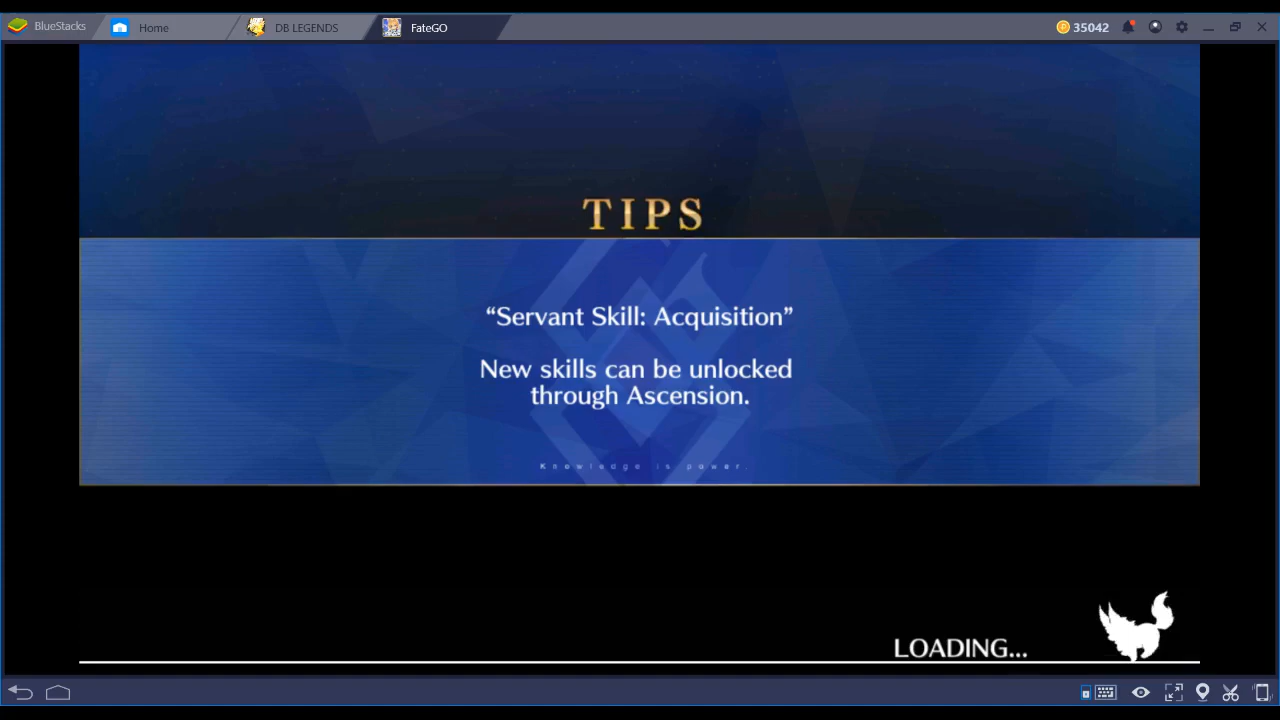 BlueStacks
Home
DB LEGENDS
FateGO
35042
TIPS
“Servant Skill: Acquisition”
New skills can be unlocked
through Ascension.
Knowledge is power.
LOADING...